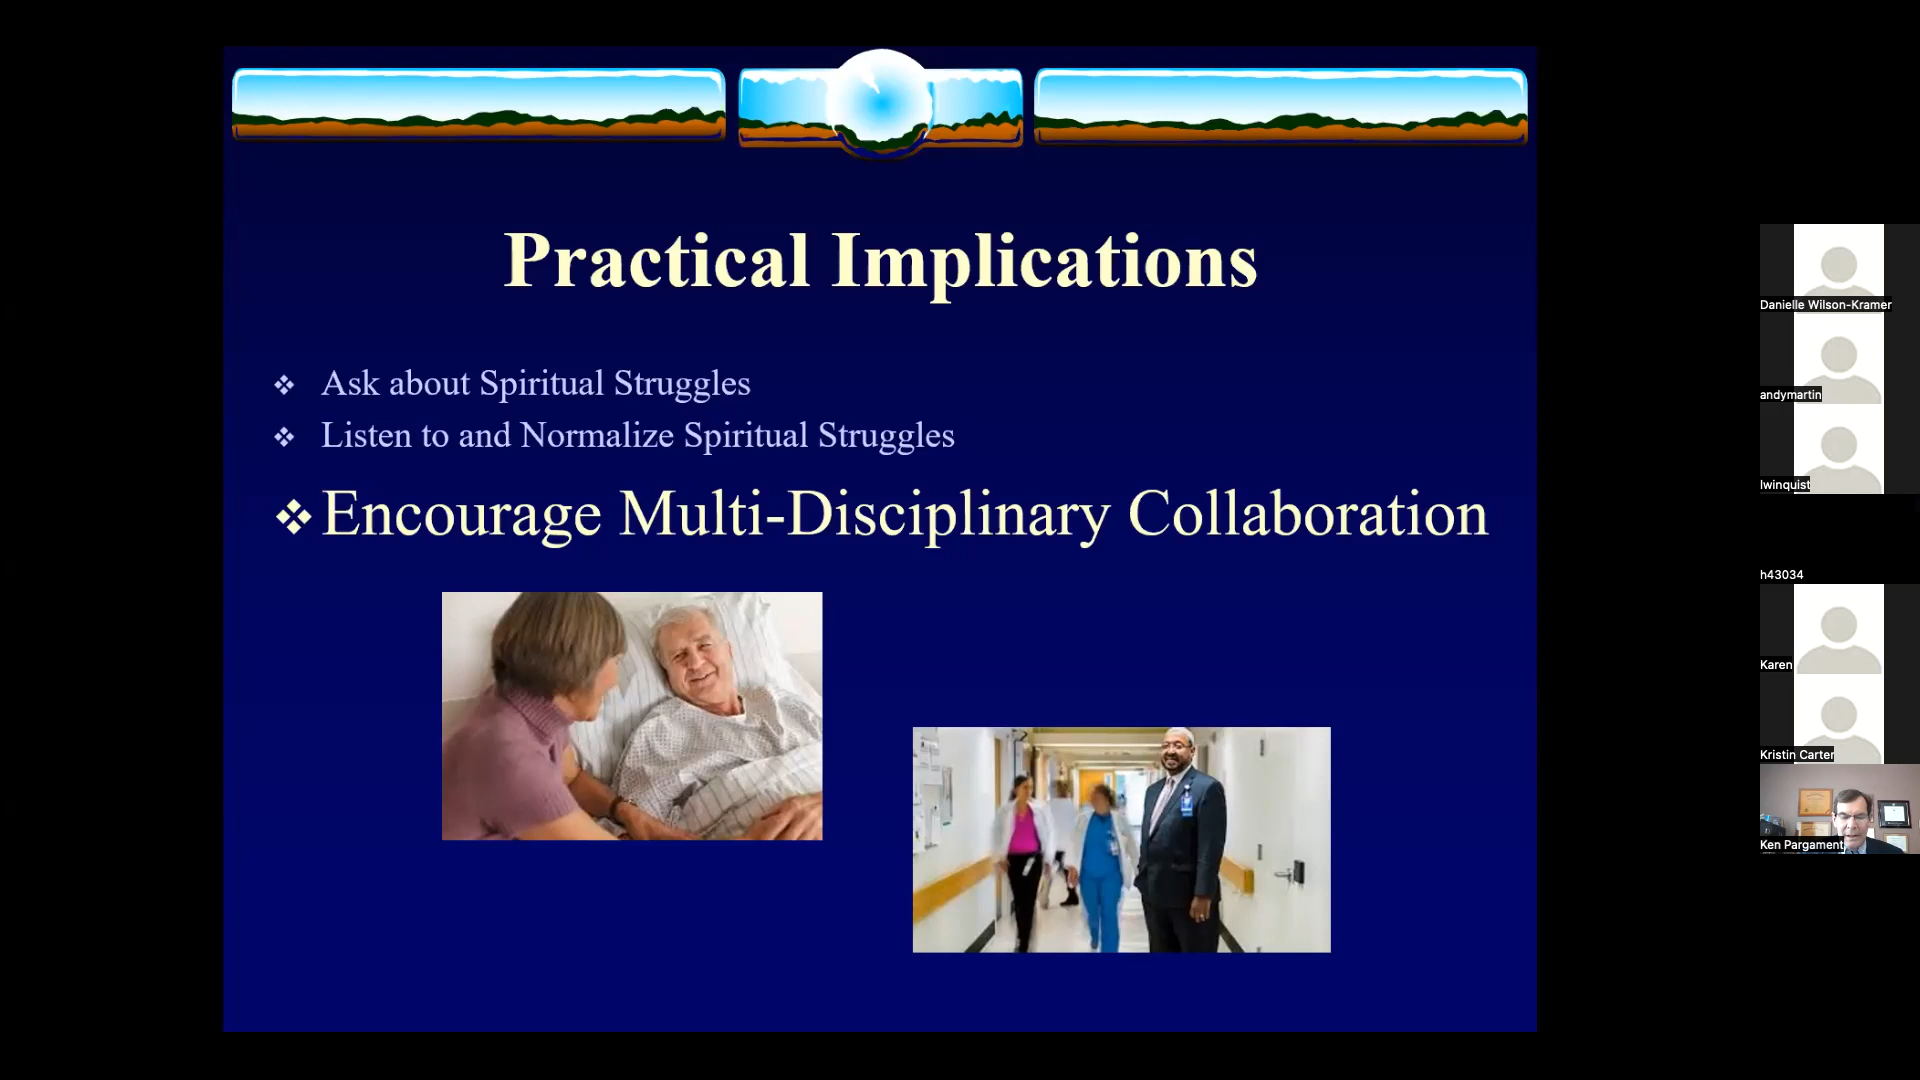 Practical Implications
❖ Ask about Spiritual Struggles
❖ Listen to and Normalize Spiritual Struggles
❖ Encourage Multi-Disciplinary Collaboration
Danielle Wilson-Kramer
andymartin
lwinquist
h43034
Karen
Kristin Carter
Ken Pargament